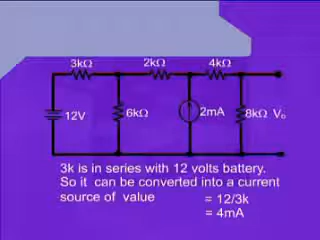 3kΩ 2kΩ 4kΩ
12V 6kΩ 2mA 8kΩ Vₒ
3k is in series with 12 volts battery.
So it can be converted into a current
source of value = 12/3k
= 4mA